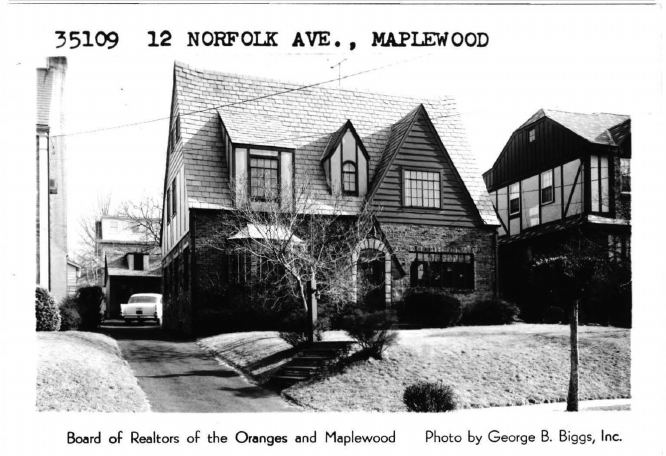 35109 12 NORFOLK AVE., MAPLEWOOD
Board of Realtors of the Oranges and Maplewood Photo by George B. Biggs, Inc.